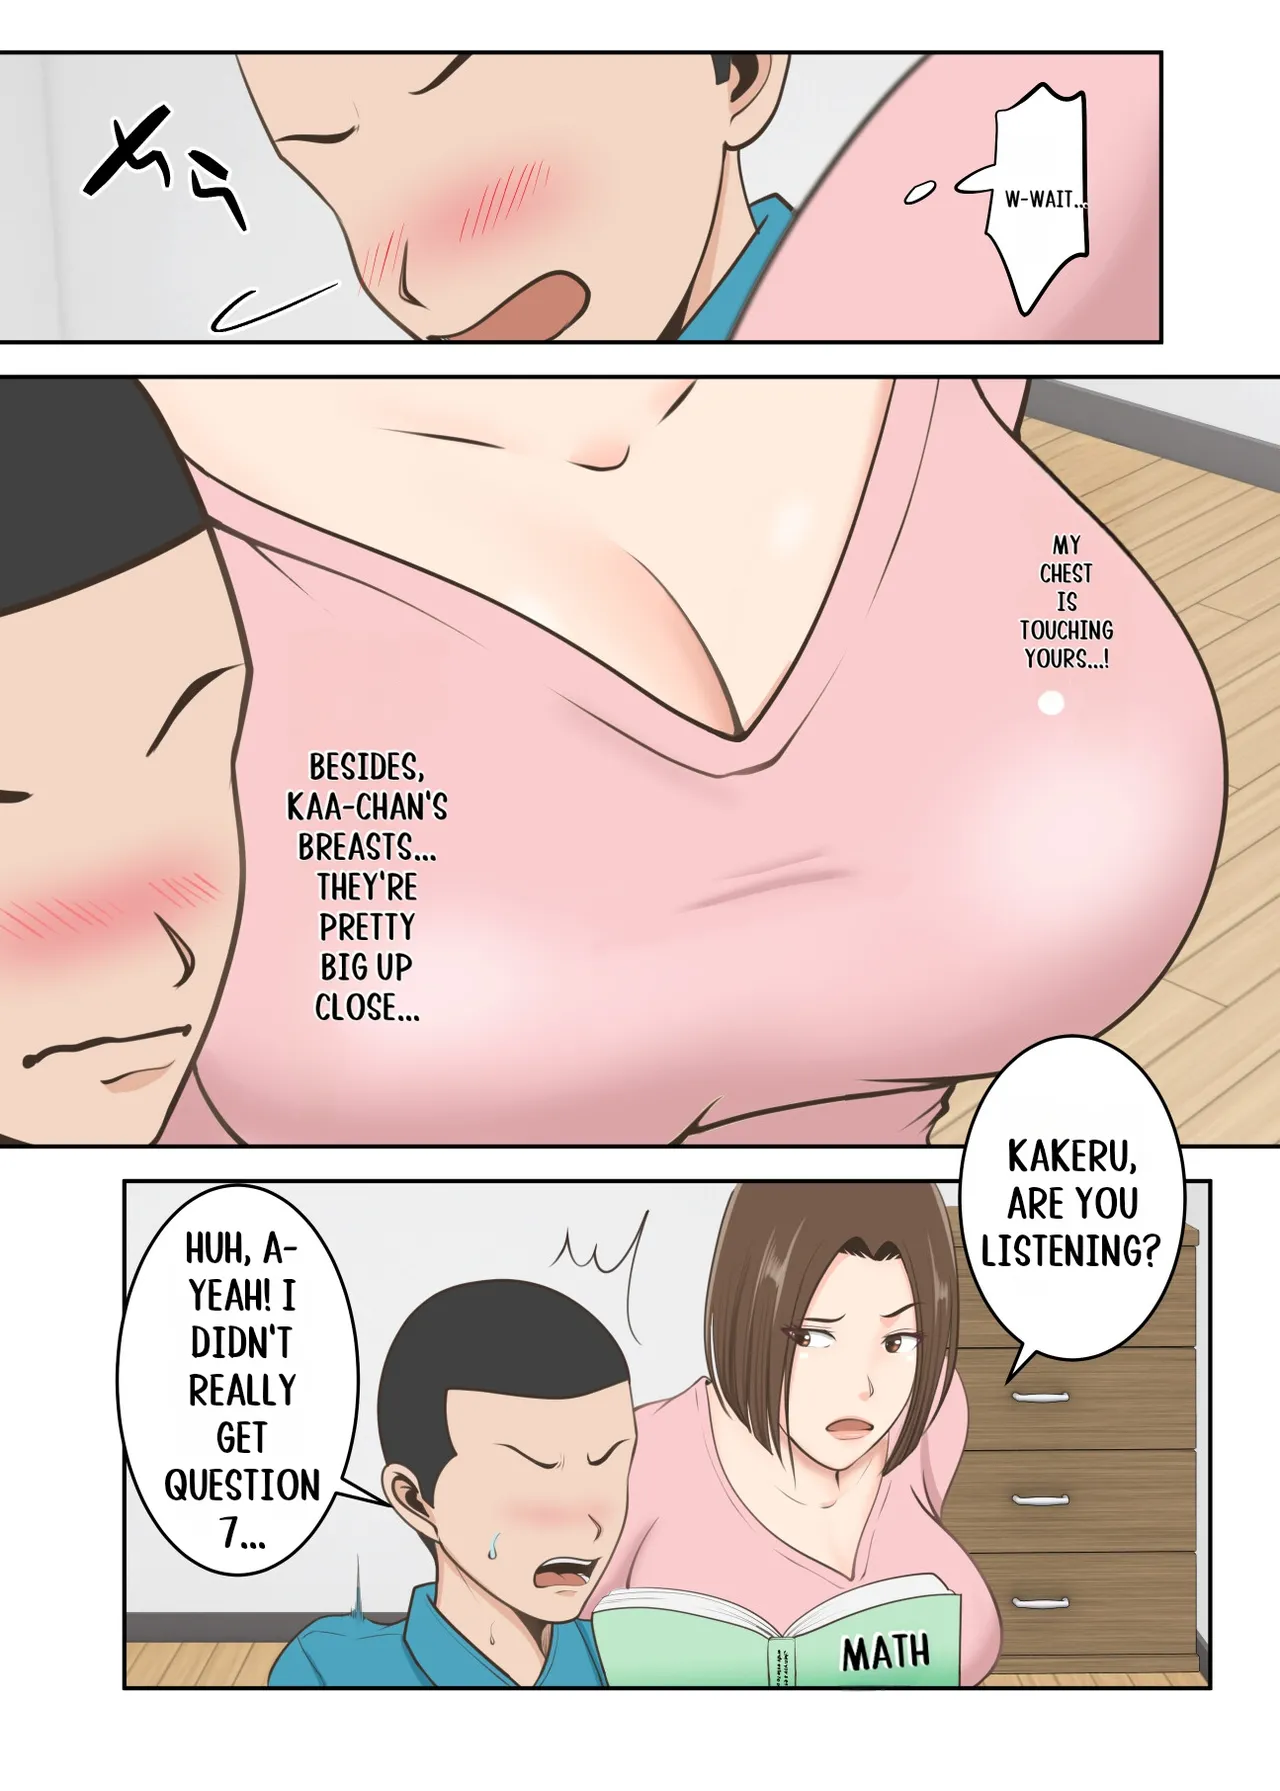 W-WAIT...
MY
CHEST
IS
TOUCHING
YOURS...!
BESIDES,
KAA-CHAN'S
BREASTS...
THEY'RE
PRETTY
BIG UP
CLOSE...
KAKERU,
ARE YOU
LISTENING?
HUH, A-
YEAH! I
DIDN'T
REALLY
GET
QUESTION
7...
MATH